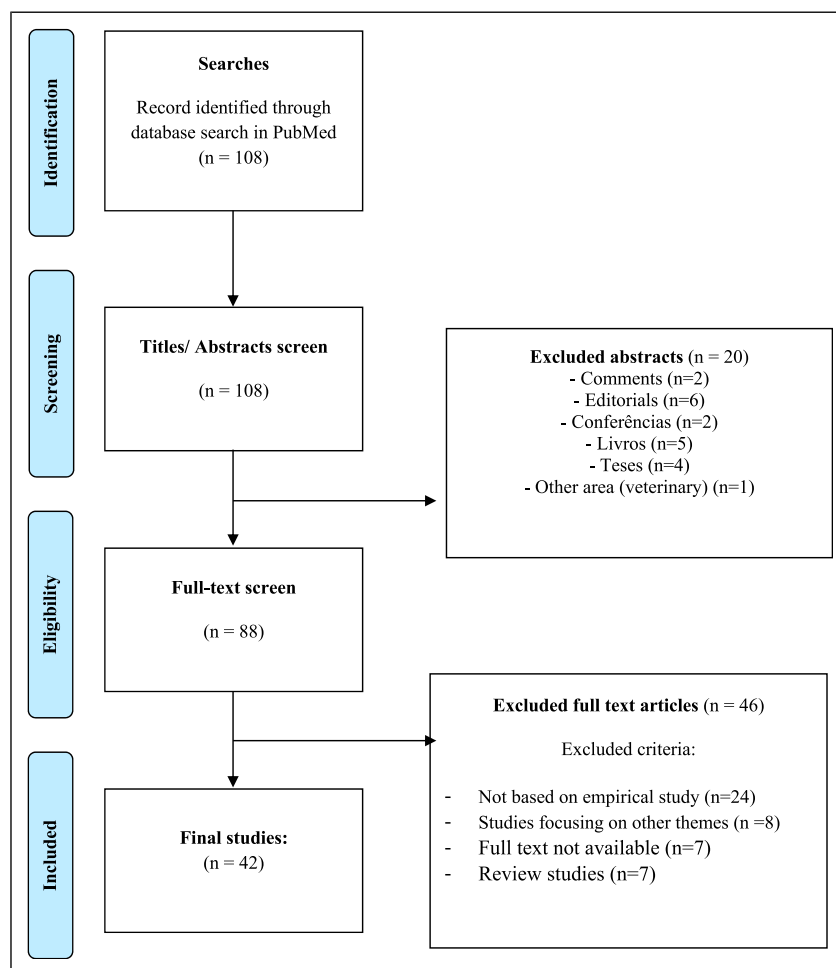 Identification
Searches
Record identified through
database search in PubMed
(n = 108)
Screening
Titles/ Abstracts screen
(n = 108)
Excluded abstracts (n = 20)
- Comments (n=2)
- Editorials (n=6)
- Conferências (n=2)
- Livros (n=5)
- Teses (n=4)
- Other area (veterinary) (n=1)
Eligibility
Full-text screen
(n = 88)
Excluded full text articles (n = 46)
Excluded criteria:
- Not based on empirical study (n=24)
- Studies focusing on other themes (n =8)
- Full text not available (n=7)
- Review studies (n=7)
Included
Final studies:
(n = 42)